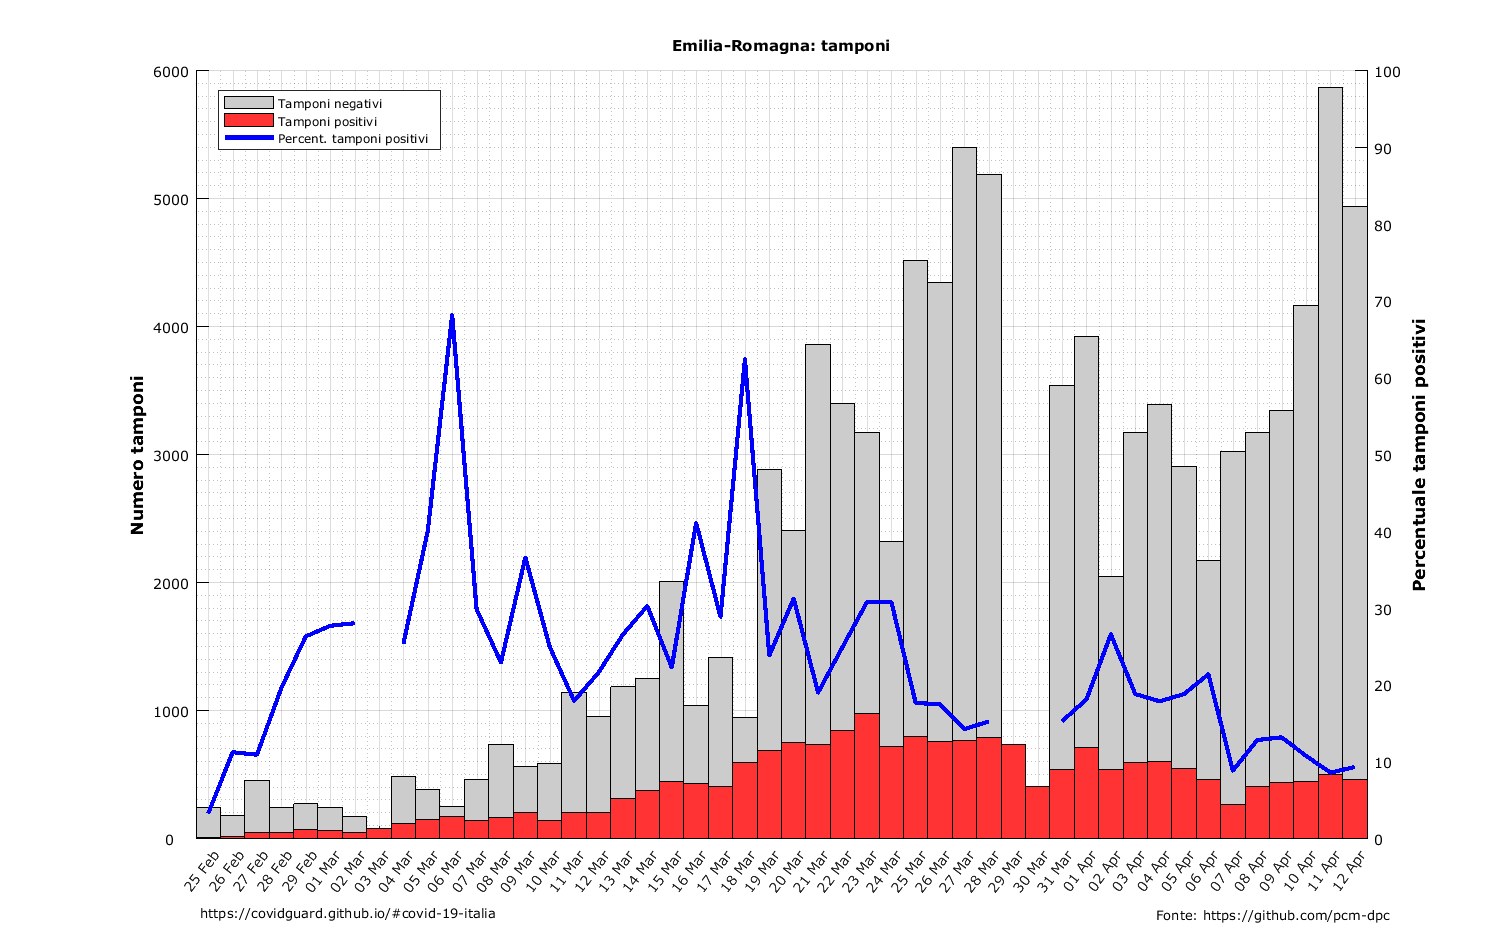 Emilia-Romagna: tamponi
6000
5000
4000
3000
2000
1000
0
Numero tamponi
Tamponi negativi
Tamponi positivi
Percent. tamponi positivi
100
90
80
70
60
50
40
30
20
10
0
Percentuale tamponi positivi
25 Feb
26 Feb
27 Feb
28 Feb
29 Feb
01 Mar
02 Mar
03 Mar
04 Mar
05 Mar
06 Mar
07 Mar
08 Mar
09 Mar
10 Mar
11 Mar
12 Mar
13 Mar
14 Mar
15 Mar
16 Mar
17 Mar
18 Mar
19 Mar
20 Mar
21 Mar
22 Mar
23 Mar
24 Mar
25 Mar
26 Mar
27 Mar
28 Mar
29 Mar
30 Mar
31 Mar
01 Apr
02 Apr
03 Apr
04 Apr
05 Apr
06 Apr
07 Apr
08 Apr
09 Apr
10 Apr
11 Apr
12 Apr
https://covidguard.github.io/#covid-19-italia
Fonte: https://github.com/pcm-dpc